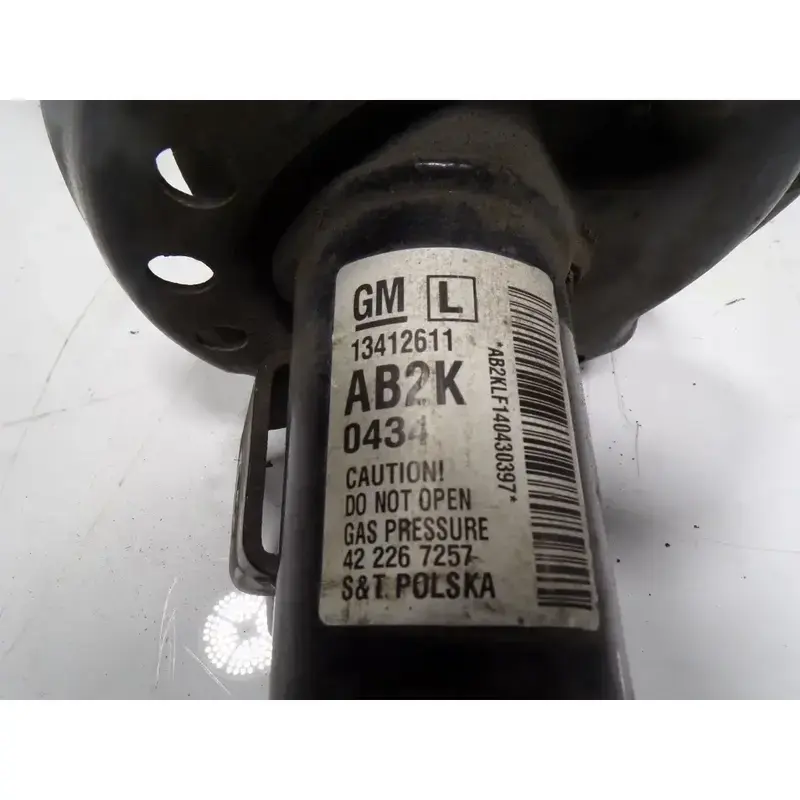 GM L
13412611
AB2K
0434
CAUTION!
DO NOT OPEN
GAS PRESSURE
42 226 7257
S&T POLSKA
*AB2KLF140430397*